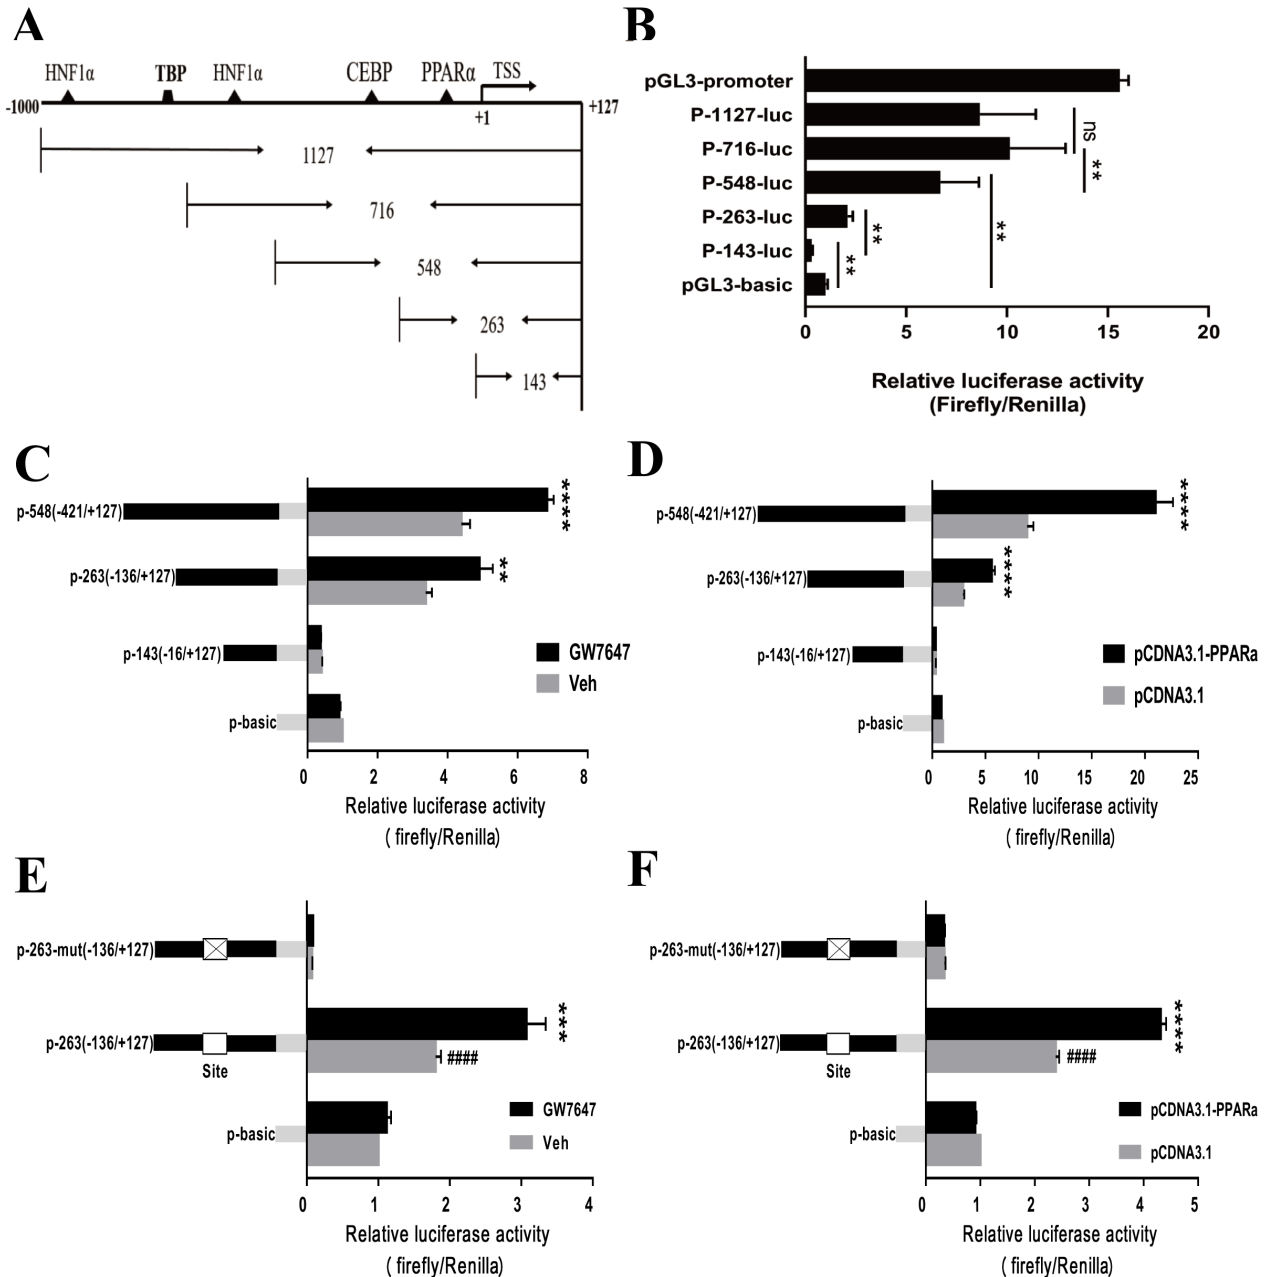 A
HNF1α TBP HNF1α CEBP PPARα TSS
-1000 +1 +127
1127
716
548
263
143
B
pGL3-promoter
P-1127-luc
P-716-luc
P-548-luc
P-263-luc
P-143-luc
pGL3-basic
ns
**
**
**
**
0 5 10 15 20
Relative luciferase activity
(Firefly/Renilla)
C
p-548(-421/+127)
****
p-263(-136/+127)
**
p-143(-16/+127)
p-basic
GW7647
Veh
0 2 4 6 8
Relative luciferase activity
( firefly/Renilla)
D
p-548(-421/+127)
****
p-263(-136/+127)
****
p-143(-16/+127)
p-basic
pCDNA3.1-PPARa
pCDNA3.1
0 5 10 15 20 25
Relative luciferase activity
( firefly/Renilla)
E
p-263-mut(-136/+127)
p-263(-136/+127)
Site
***
####
p-basic
GW7647
Veh
0 1 2 3 4
Relative luciferase activity
( firefly/Renilla)
F
p-263-mut(-136/+127)
p-263(-136/+127)
Site
****
####
p-basic
pCDNA3.1-PPARa
pCDNA3.1
0 1 2 3 4 5
Relative luciferase activity
( firefly/Renilla)